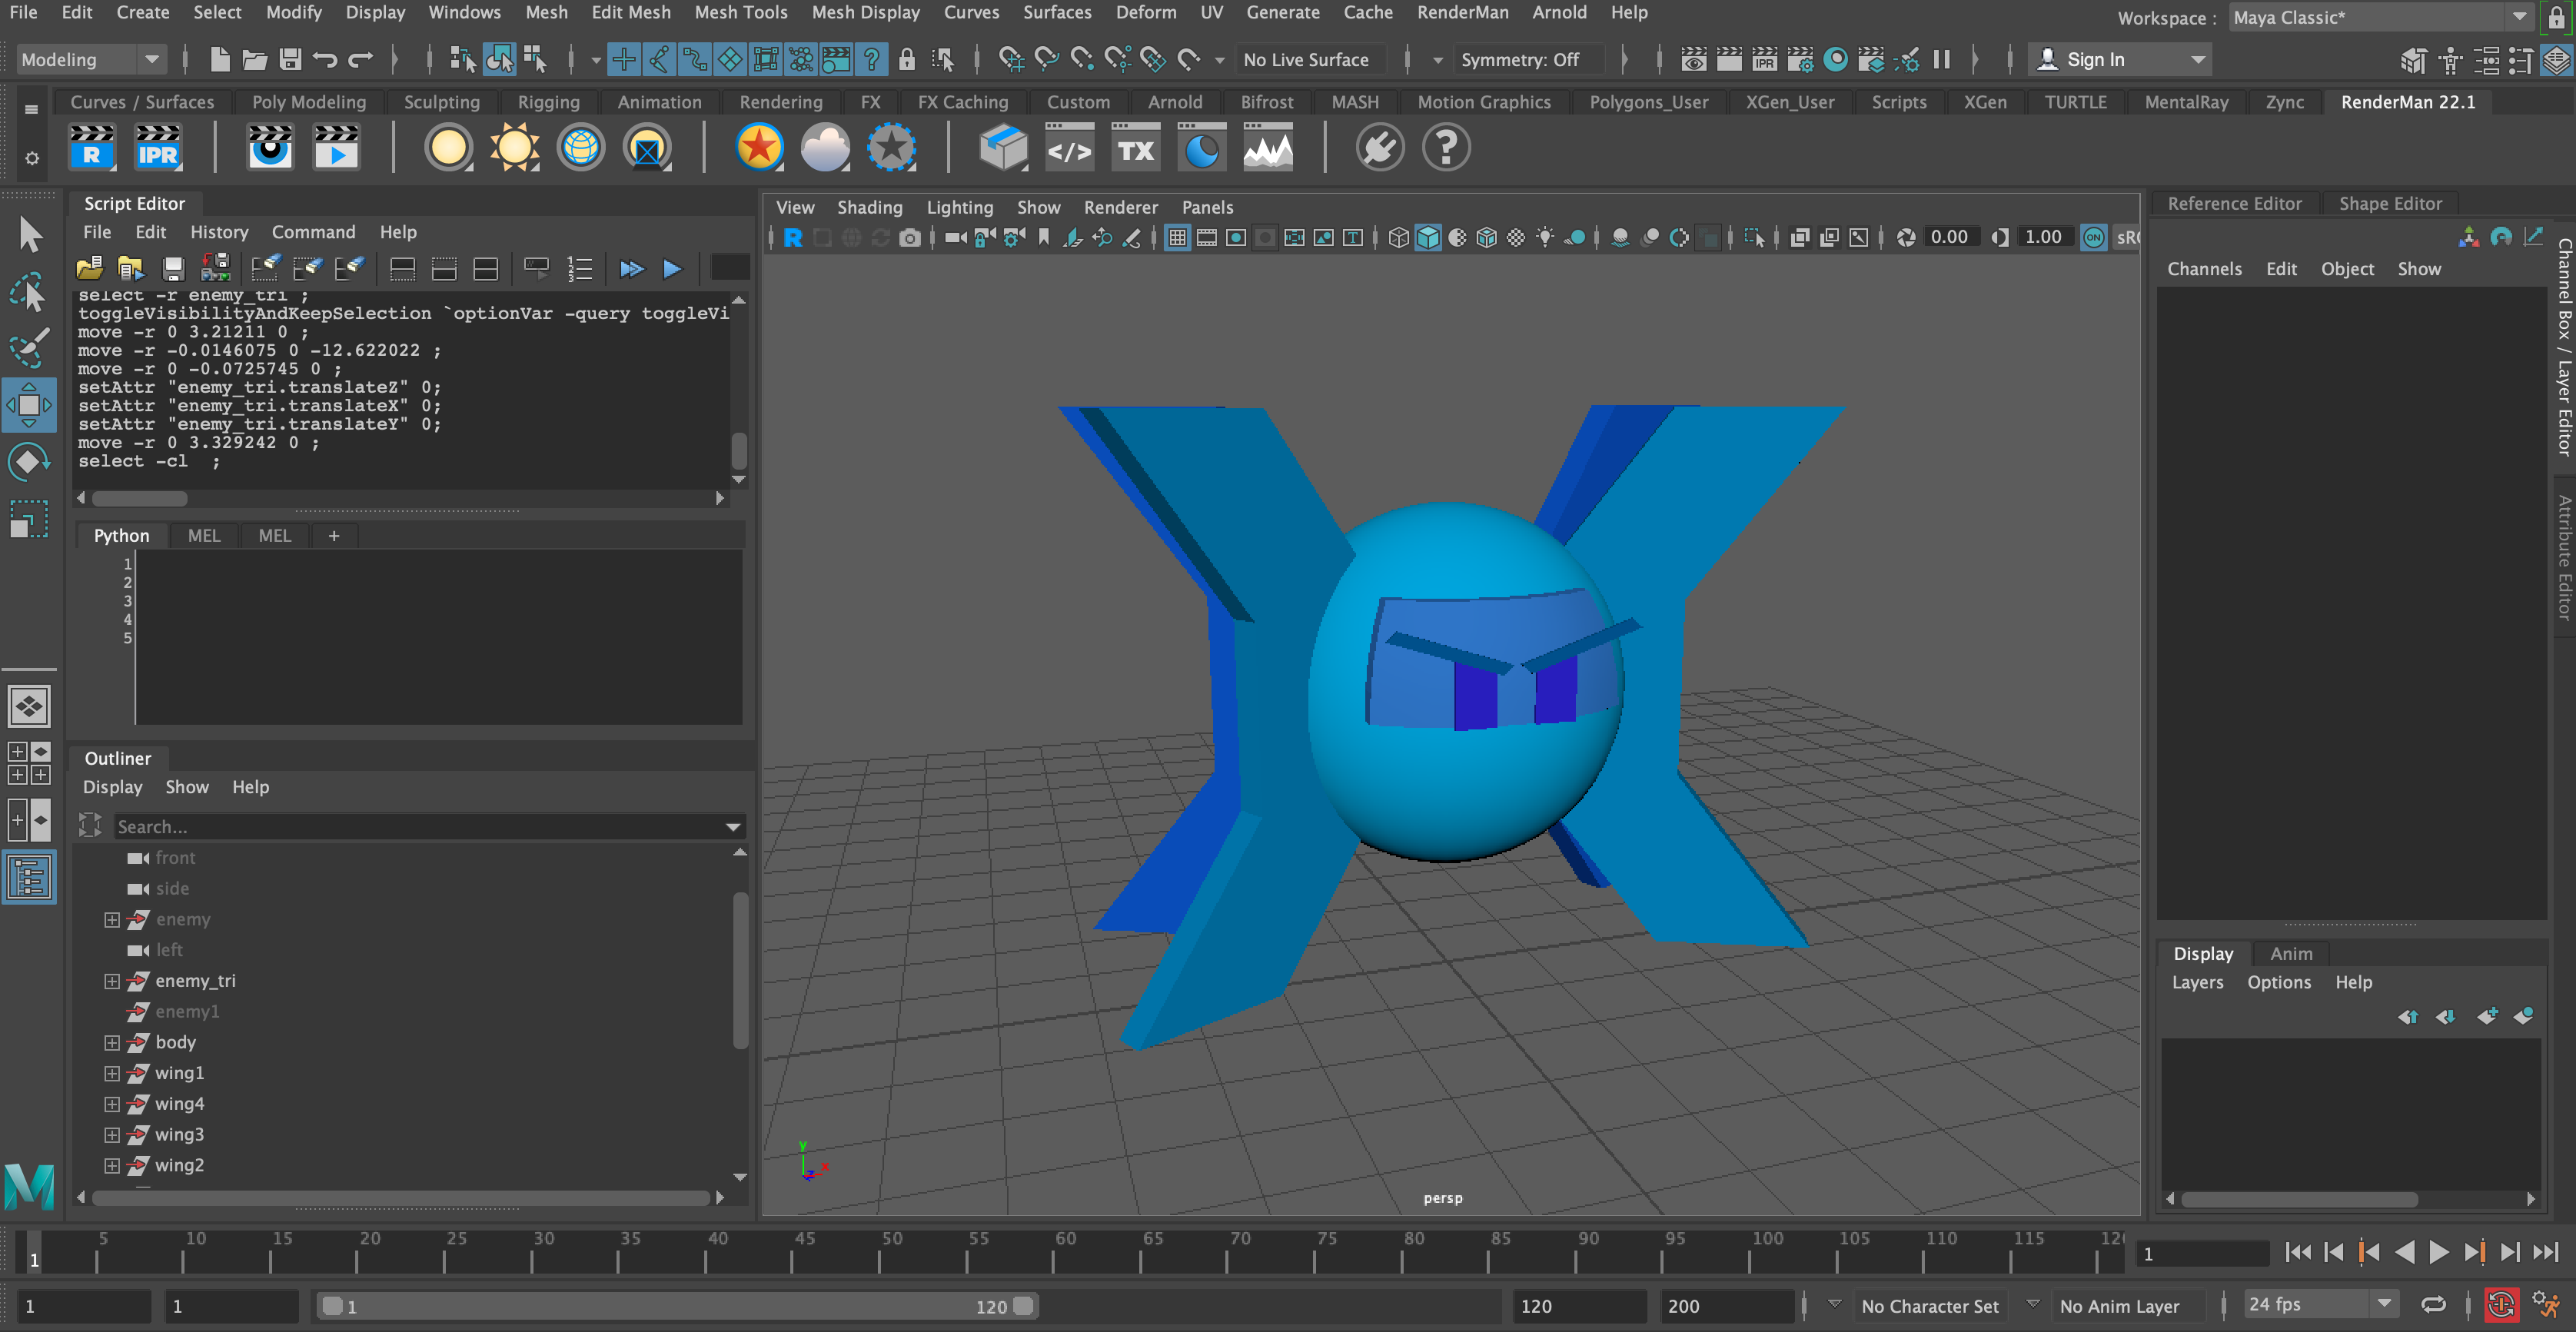 File Edit Create Select Modify Display Windows Mesh Edit Mesh Mesh Tools Mesh Display Curves Surfaces Deform UV Generate Cache RenderMan Arnold Help
Workspace : Maya Classic*
Modeling
No Live Surface
Symmetry: Off
Sign In
Curves / Surfaces Poly Modeling Sculpting Rigging Animation Rendering FX FX Caching Custom Arnold Bifrost MASH Motion Graphics Polygons_User XGen_User Scripts XGen TURTLE MentalRay Zync RenderMan 22.1
R IPR </> TX ?
Script Editor
File Edit History Command Help
select -r enemy_tri ;
toggleVisibilityAndKeepSelection `optionVar -query toggleVi
move -r 0 3.21211 0 ;
move -r -0.0146075 0 -12.622022 ;
move -r 0 -0.0725745 0 ;
setAttr "enemy_tri.translateZ" 0;
setAttr "enemy_tri.translateX" 0;
setAttr "enemy_tri.translateY" 0;
move -r 0 3.329242 0 ;
select -cl  ;
Python MEL MEL +
1
2
3
4
5
Outliner
Display Show Help
Search...
front
side
enemy
left
enemy_tri
enemy1
body
wing1
wing4
wing3
wing2
View Shading Lighting Show Renderer Panels
R 0.00 1.00 ON sR
y x z
persp
Reference Editor Shape Editor
Channels Edit Object Show
Channel Box / Layer Editor
Attribute Editor
Display Anim
Layers Options Help
M
1 5 10 15 20 25 30 35 40 45 50 55 60 65 70 75 80 85 90 95 100 105 110 115 12
1
1 1 1 120 120 200 No Character Set No Anim Layer 24 fps